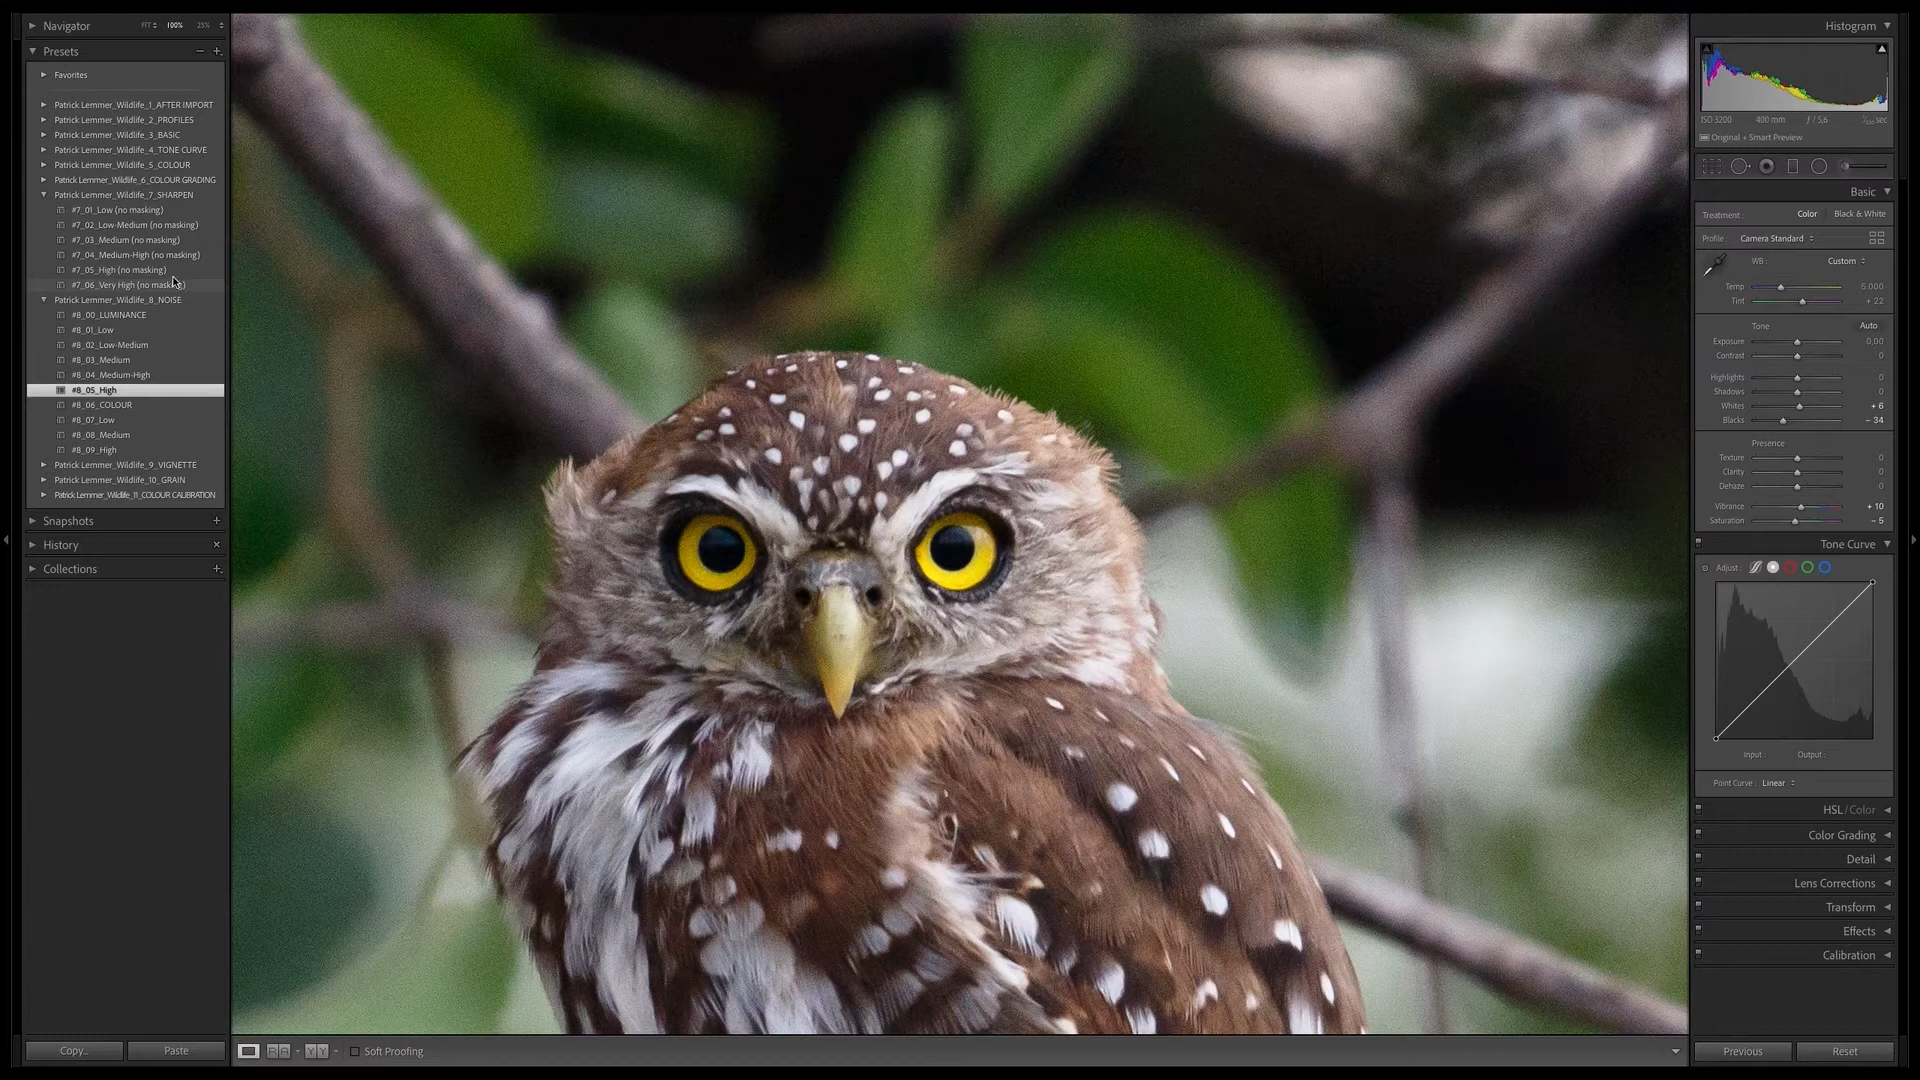 Navigator
FIT 100% 25%
Presets
Favorites
Patrick Lemmer_Wildlife_1_AFTER IMPORT
Patrick Lemmer_Wildlife_2_PROFILES
Patrick Lemmer_Wildlife_3_BASIC
Patrick Lemmer_Wildlife_4_TONE CURVE
Patrick Lemmer_Wildlife_5_COLOUR
Patrick Lemmer_Wildlife_6_COLOUR GRADING
Patrick Lemmer_Wildlife_7_SHARPEN
#7_01_Low (no masking)
#7_02_Low-Medium (no masking)
#7_03_Medium (no masking)
#7_04_Medium-High (no masking)
#7_05_High (no masking)
#7_06_Very High (no masking)
Patrick Lemmer_Wildlife_8_NOISE
#8_00_LUMINANCE
#8_01_Low
#8_02_Low-Medium
#8_03_Medium
#8_04_Medium-High
#8_05_High
#8_06_COLOUR
#8_07_Low
#8_08_Medium
#8_09_High
Patrick Lemmer_Wildlife_9_VIGNETTE
Patrick Lemmer_Wildlife_10_GRAIN
Patrick Lemmer_Wildlife_11_COLOUR CALIBRATION
Snapshots
History
Collections
Copy...
Paste
Soft Proofing
Histogram
ISO 3200 400 mm ƒ / 5,6 sec
Original + Smart Preview
Basic
Treatment : Color Black & White
Profile : Camera Standard
WB : Custom
Temp 5.000
Tint + 22
Tone Auto
Exposure 0,00
Contrast 0
Highlights 0
Shadows 0
Whites + 6
Blacks - 34
Presence
Texture 0
Clarity 0
Dehaze 0
Vibrance + 10
Saturation - 5
Tone Curve
Adjust :
Input : Output :
Point Curve : Linear
HSL / Color
Color Grading
Detail
Lens Corrections
Transform
Effects
Calibration
Previous
Reset